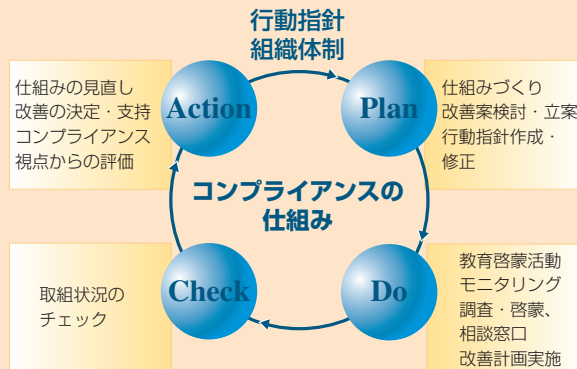 行動指針
組織体制
仕組みの見直し
改善の決定・支持
コンプライアンス
視点からの評価
Action
Plan
仕組みづくり
改善案検討・立案
行動指針作成・
修正
コンプライアンスの
仕組み
取組状況の
チェック
Check
Do
教育啓蒙活動
モニタリング
調査・啓蒙、
相談窓口
改善計画実施